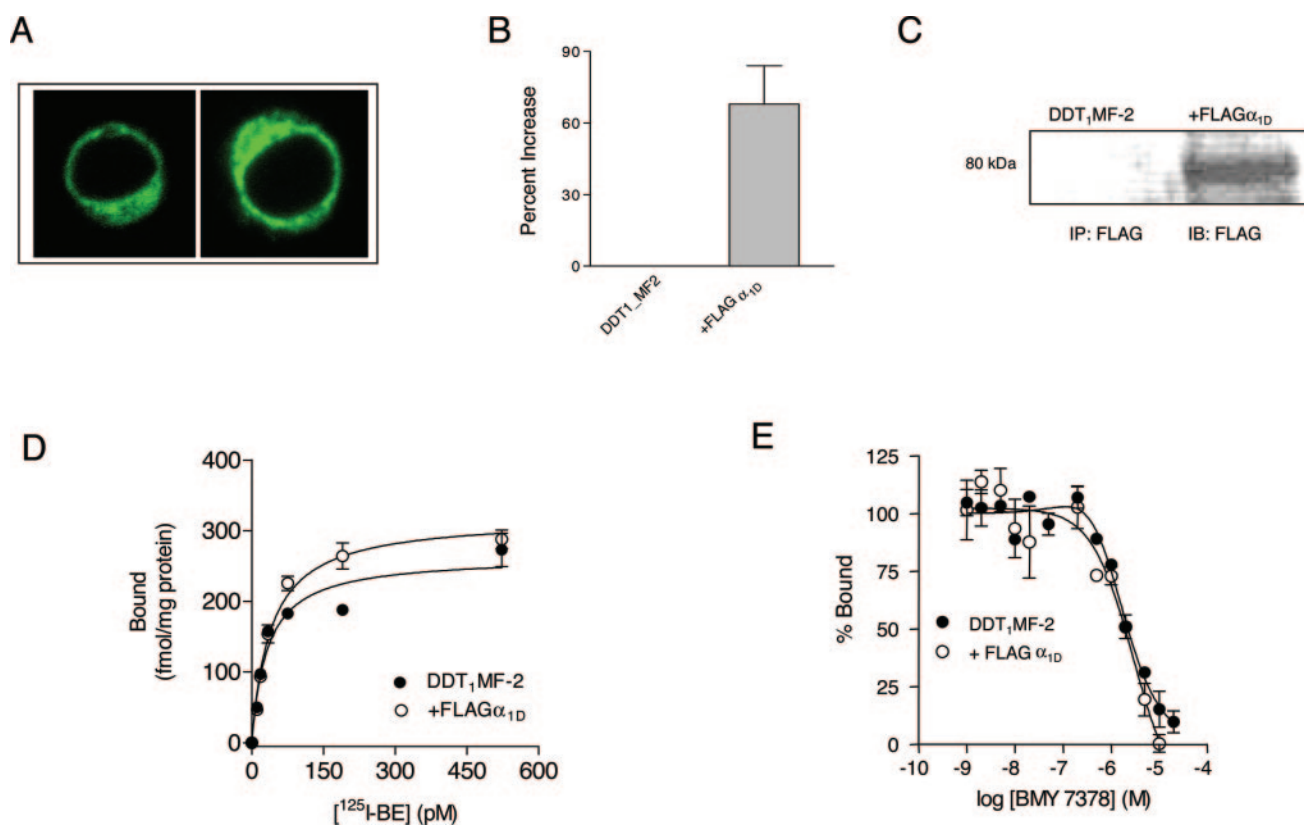 A
B
C
90
60
30
0
Percent Increase
DDT1_MF2
+FLAG α1D
DDT1MF-2 +FLAGα1D
80 kDa
IP: FLAG IB: FLAG
D
E
400
300
200
100
0
Bound
(fmol/mg protein)
DDT1MF-2
+FLAGα1D
0 150 300 450 600
[125I-BE] (pM)
125
100
75
50
25
0
% Bound
DDT1MF-2
+ FLAG α1D
-10 -9 -8 -7 -6 -5 -4
log [BMY 7378] (M)